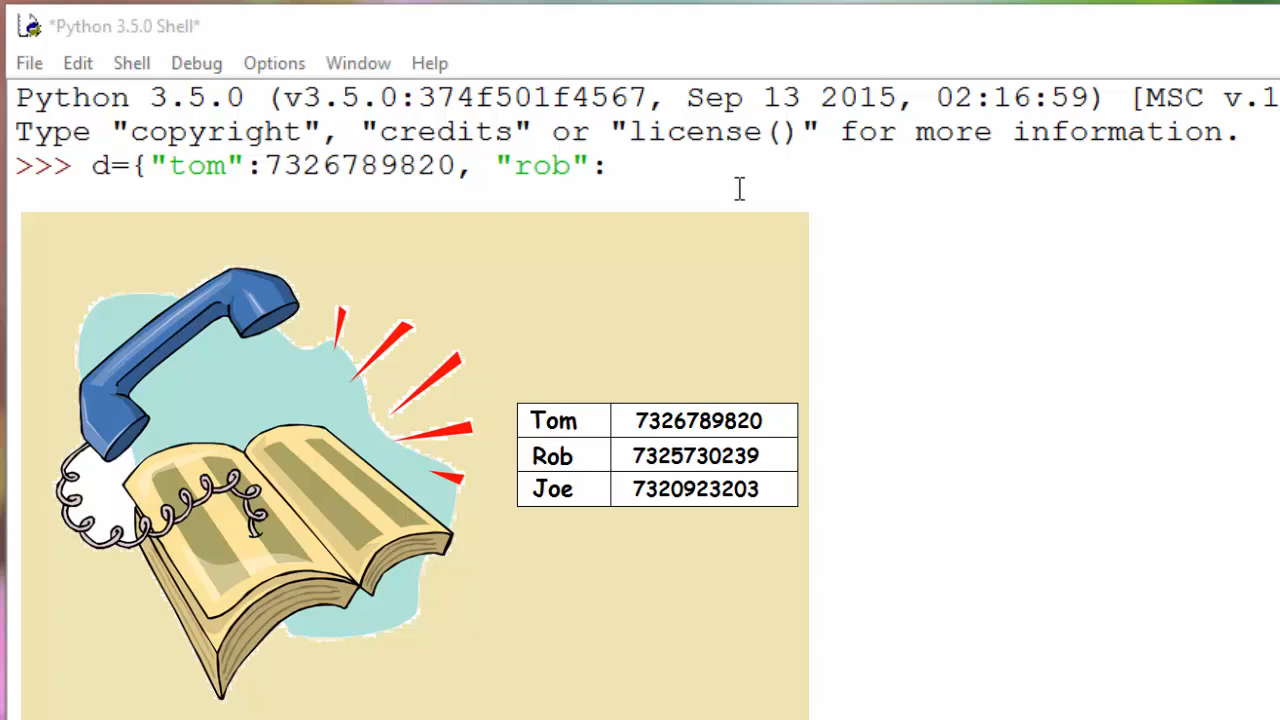 *Python 3.5.0 Shell*
File Edit Shell Debug Options Window Help
Python 3.5.0 (v3.5.0:374f501f4567, Sep 13 2015, 02:16:59) [MSC v.1
Type "copyright", "credits" or "license()" for more information.
>>> d={"tom":7326789820, "rob":
Tom 7326789820
Rob 7325730239
Joe 7320923203